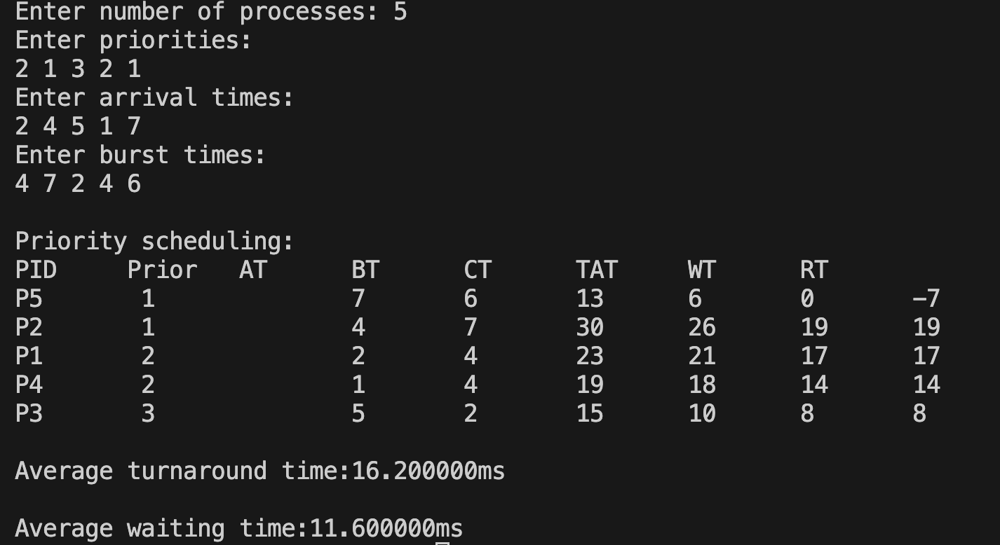 Enter number of processes: 5
Enter priorities:
2 1 3 2 1
Enter arrival times:
2 4 5 1 7
Enter burst times:
4 7 2 4 6
Priority scheduling:
PID Prior AT BT CT TAT WT RT
P5 1 7 6 13 6 0 -7
P2 1 4 7 30 26 19 19
P1 2 2 4 23 21 17 17
P4 2 1 4 19 18 14 14
P3 3 5 2 15 10 8 8
Average turnaround time:16.200000ms
Average waiting time:11.600000ms